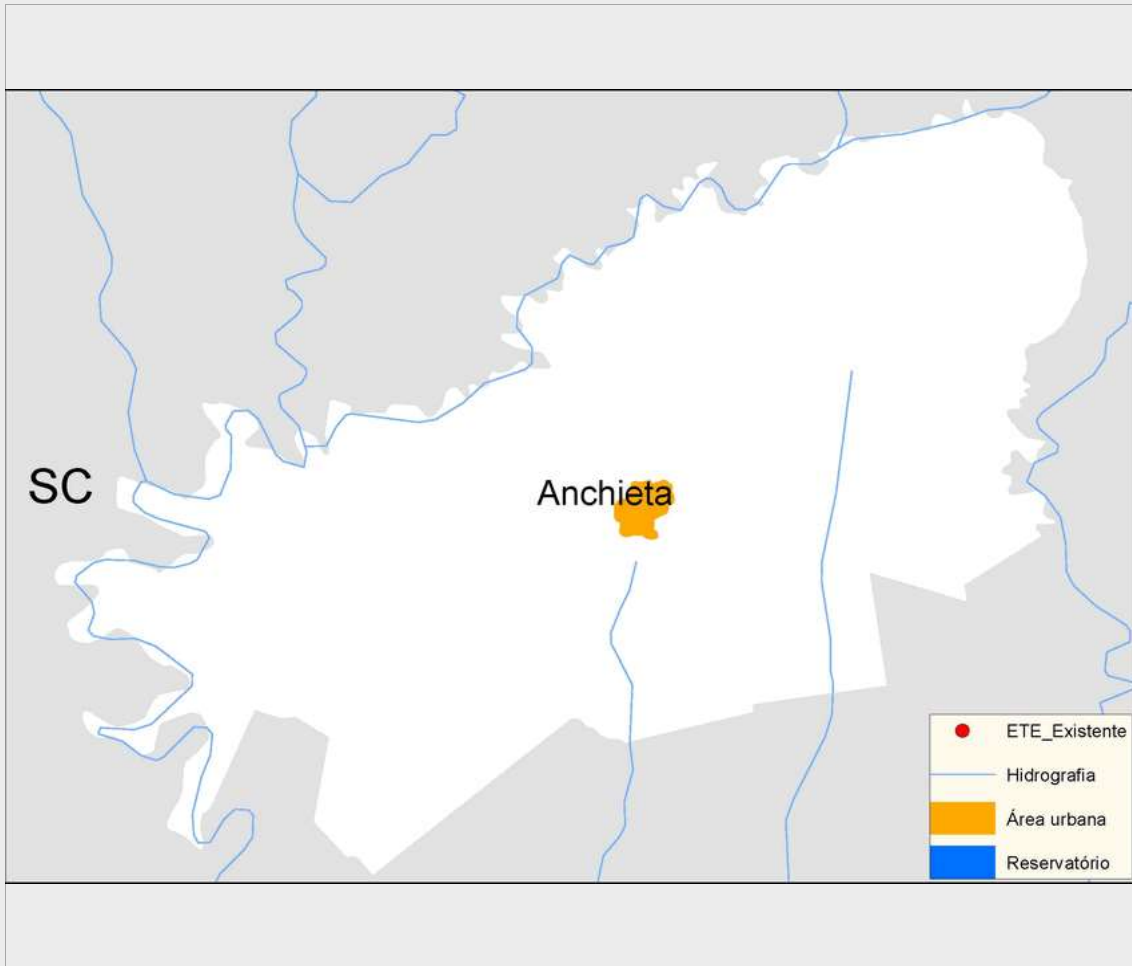 SC
Anchieta
ETE_Existente
Hidrografia
Área urbana
Reservatório